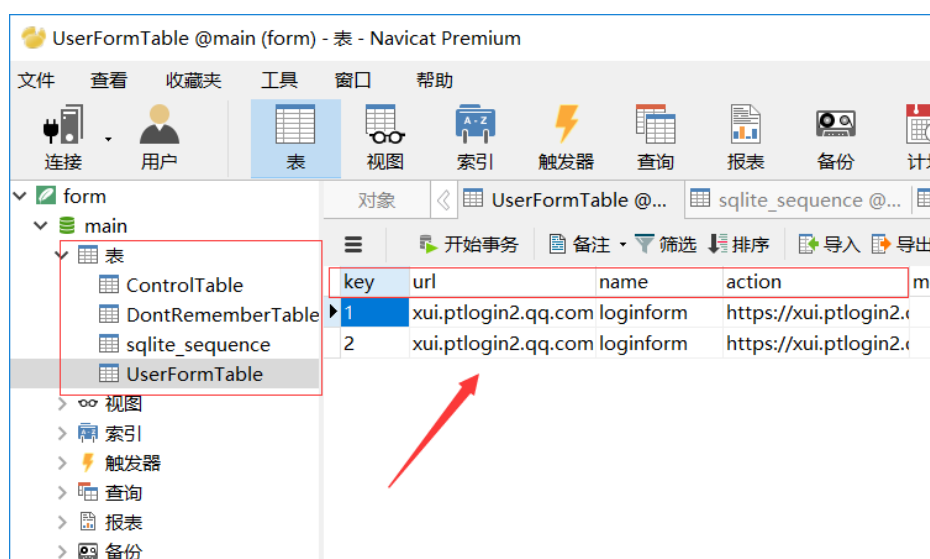 UserFormTable @main (form) - 表 - Navicat Premium
文件 查看 收藏夹 工具 窗口 帮助
连接 用户 表 视图 索引 触发器 查询 报表 备份 计划
form
main
表
ControlTable
DontRememberTable
sqlite_sequence
UserFormTable
视图
索引
触发器
查询
报表
备份
对象 UserFormTable @... sqlite_sequence @...
开始事务 备注 筛选 排序 导入 导出
key url name action m
1 xui.ptlogin2.qq.com loginform https://xui.ptlogin2.
2 xui.ptlogin2.qq.com loginform https://xui.ptlogin2.